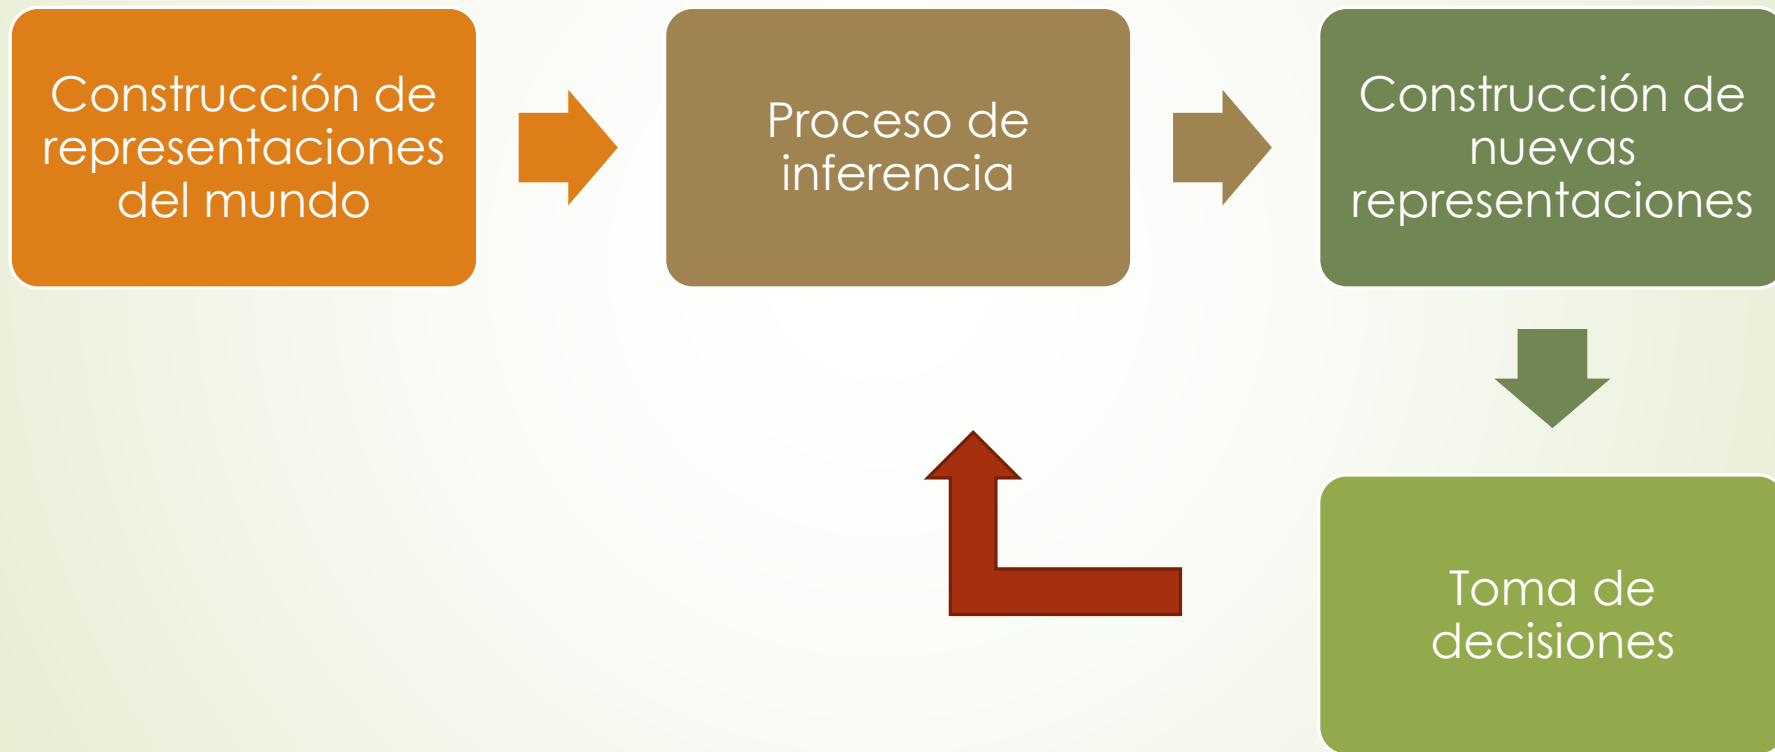 Construcción de
representaciones
del mundo
Proceso de
inferencia
Construcción de
nuevas
representaciones
Toma de
decisiones